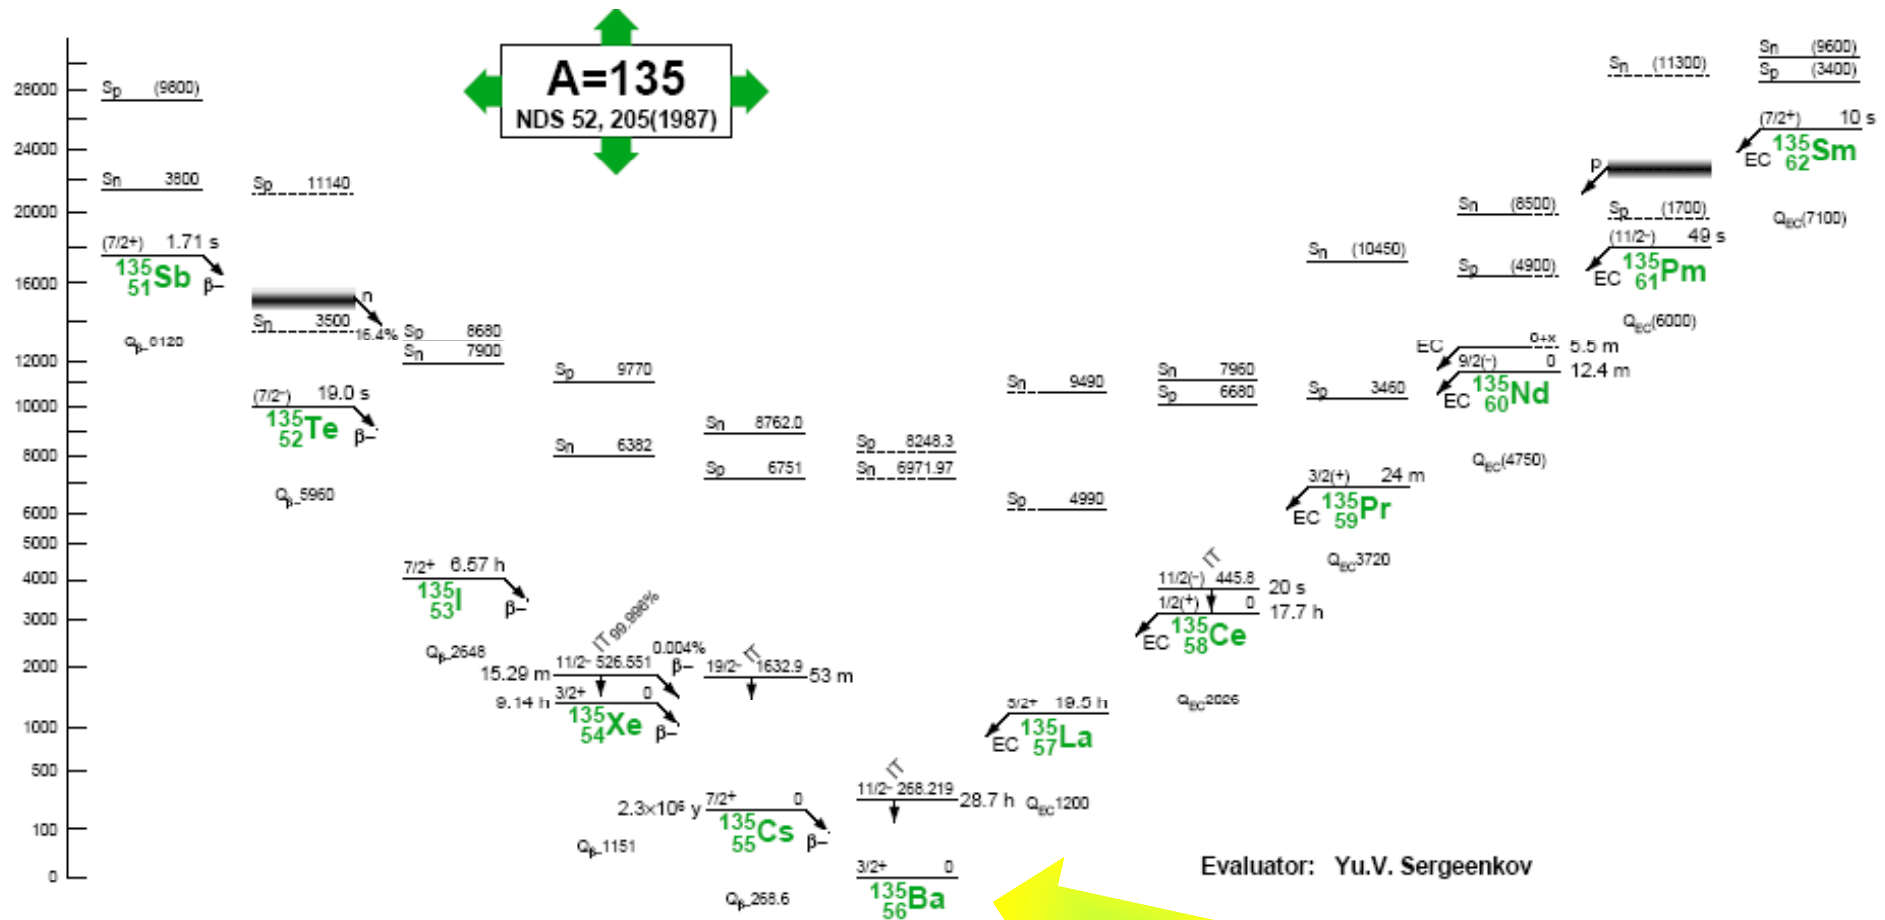 A=135
NDS 52, 205(1987)
28000
24000
20000
16000
12000
10000
8000
6000
5000
4000
3000
2000
1000
500
100
0
Sp (9800)
Sn 3800
(7/2+) 1.71 s
135 51 Sb β−
Qβ− 8120
Sp 11140
n
16.4%
Sn 3500
(7/2−) 19.0 s
135 52 Te β−
Qβ− 5960
Sp 8680
Sn 7900
7/2+ 6.57 h
135 53 I β−
Qβ− 2648
Sp 9770
Sn 6382
IT 99.996%
0.004%
15.29 m 11/2− 526.551 β−
9.14 h 3/2+ 0
135 54 Xe β−
Qβ− 1151
Sn 8762.0
Sp 6751
IT
19/2− 1632.9 53 m
2.3×10⁶ y 7/2+ 0
135 55 Cs β−
Qβ− 268.6
Sp 8248.3
Sn 6971.97
IT
11/2− 268.219 28.7 h
3/2+ 0
135 56 Ba
Sn 9490
Sp 4990
5/2+ 19.5 h
EC 135 57 La
QEC 1200
Sn 7960
Sp 6680
IT
11/2(−) 445.8 20 s
1/2(+) 0 17.7 h
EC 135 58 Ce
QEC 2026
Sn (10450)
Sp 3460
3/2(+) 24 m
EC 135 59 Pr
QEC 3720
Sn (8500)
Sp (4900)
EC 0+x 5.5 m
9/2(−) 0 12.4 m
EC 135 60 Nd
QEC (4750)
Sn (11300)
p
Sp (1700)
(11/2−) 49 s
EC 135 61 Pm
QEC (6000)
Sn (9600)
Sp (3400)
(7/2+) 10 s
EC 135 62 Sm
QEC (7100)
Evaluator: Yu.V. Sergeenkov